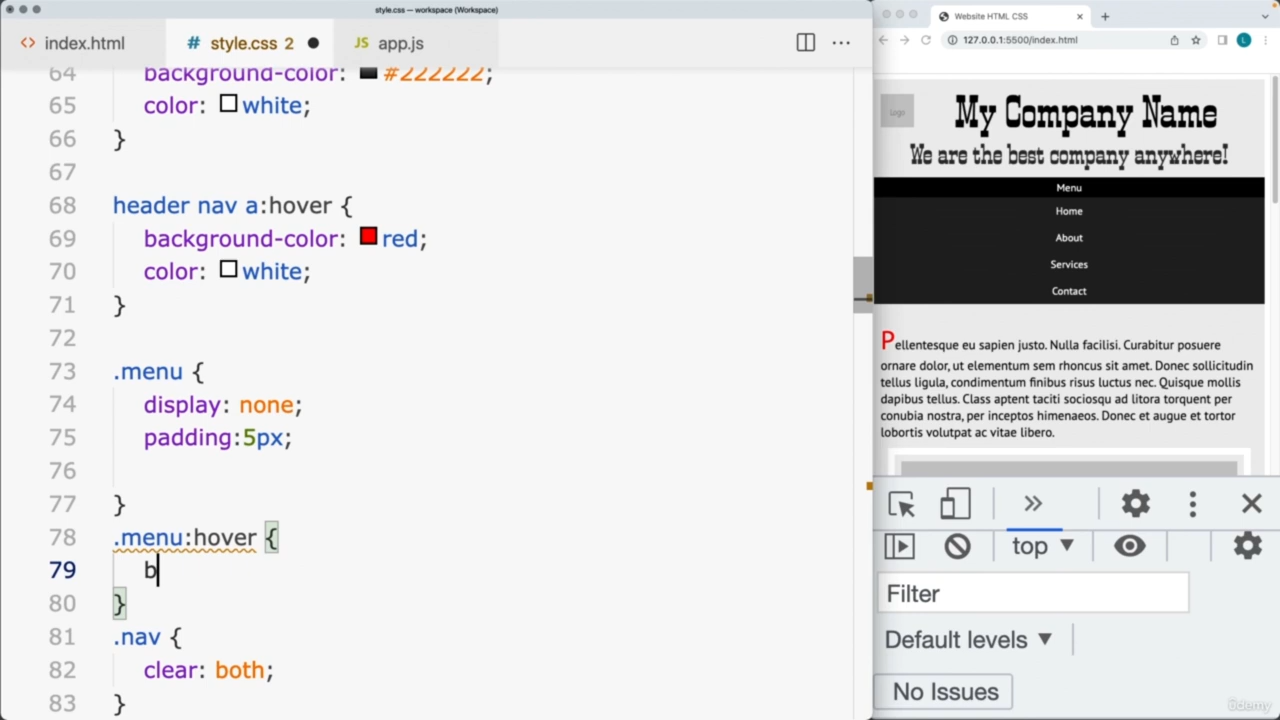 style.css — workspace (Workspace)
<> index.html
# style.css 2
JS app.js
64 background-color: #222222;
65 color: white;
66 }
67
68 header nav a:hover {
69 background-color: red;
70 color: white;
71 }
72
73 .menu {
74 display: none;
75 padding:5px;
76
77 }
78 .menu:hover {
79 b
80 }
81 .nav {
82 clear: both;
83 }
Website HTML CSS
127.0.0.1:5500/index.html
L
Logo
My Company Name
We are the best company anywhere!
Menu
Home
About
Services
Contact
Pellentesque eu sapien justo. Nulla facilisi. Curabitur posuere
ornare dolor, ut elementum sem rhoncus sit amet. Donec sollicitudin
tellus ligula, condimentum finibus risus luctus nec. Quisque mollis
dapibus tellus. Class aptent taciti sociosqu ad litora torquent per
conubia nostra, per inceptos himenaeos. Donec et augue et tortor
lobortis volutpat ac vitae libero.
top
Filter
Default levels
No Issues
ûdemy